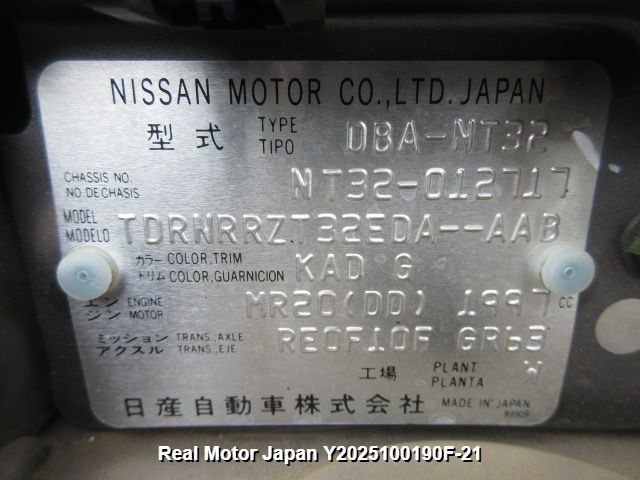 NISSAN MOTOR CO.,LTD.JAPAN
型式 TYPE TIPO DBA-NT32
CHASSIS NO. NO.DE CHASIS NT32-012717
MODEL MODELO TDRNRRZT32EDA--AAB
カラー COLOR,TRIM
トリム COLOR,GUARNICION KAD G
エンジン ENGINE MOTOR MR20(DD) 1997 cc
ミッション TRANS.,AXLE
アクスル TRANS.,EJE RE0F10F GR63
工場 PLANT PLANTA W
日産自動車株式会社 MADE IN JAPAN
89909
Real Motor Japan Y2025100190F-21